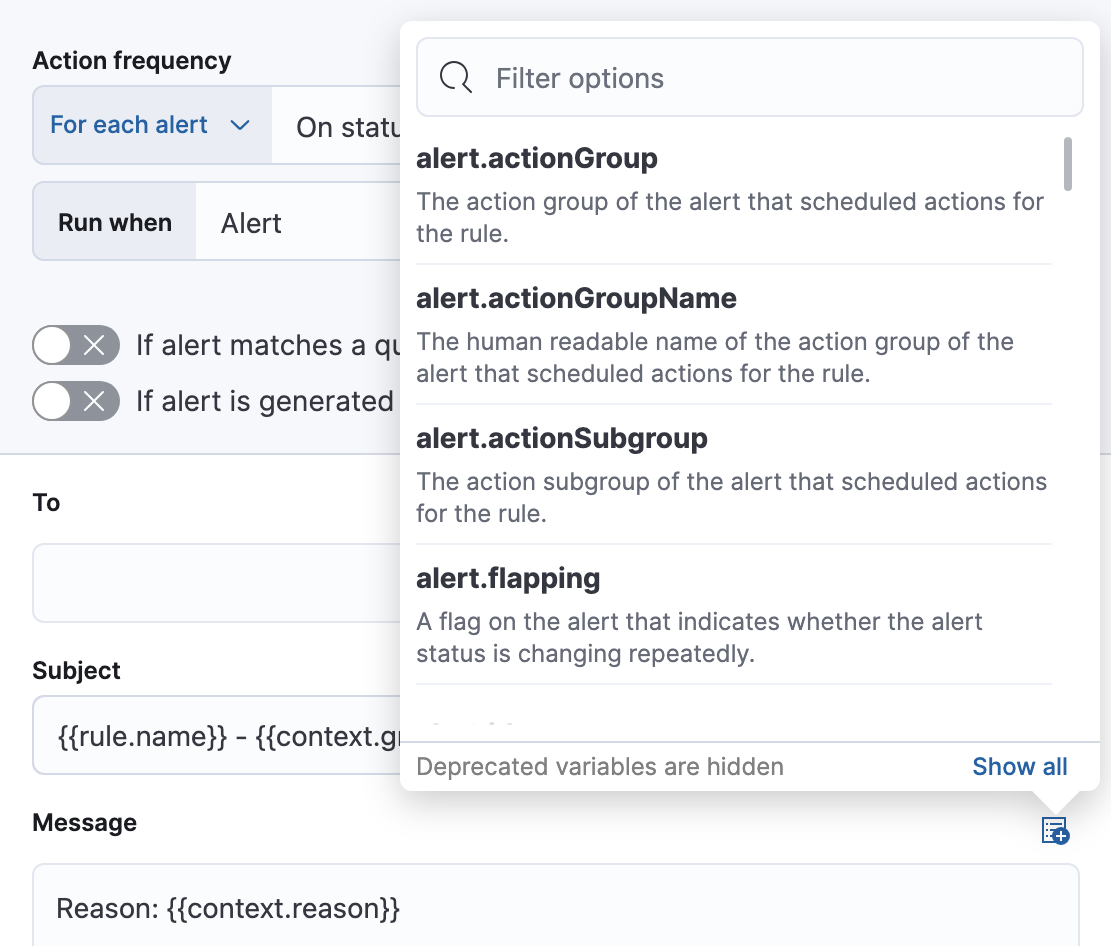 Action frequency
For each alert
On statu
Run when
Alert
If alert matches a qu
If alert is generated
To
Subject
{{rule.name}} - {{context.gr
Message
Reason: {{context.reason}}
Filter options
alert.actionGroup
The action group of the alert that scheduled actions for
the rule.
alert.actionGroupName
The human readable name of the action group of the
alert that scheduled actions for the rule.
alert.actionSubgroup
The action subgroup of the alert that scheduled actions
for the rule.
alert.flapping
A flag on the alert that indicates whether the alert
status is changing repeatedly.
Deprecated variables are hidden
Show all